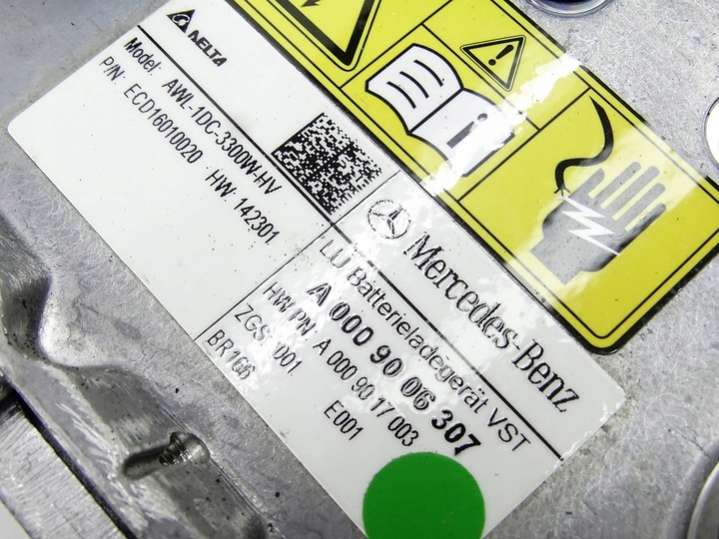 DELTA
Model: AWL-1DC-3300W-HV
P/N: ECD16010020 HW: 142301
Mercedes-Benz
LU Batterieladegerät VST
A 000 90 06 307
HW PN: A 000 90 17 003
ZGS: 001 E001
BR166